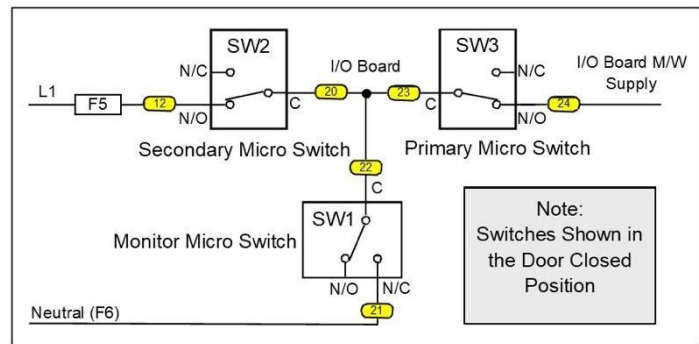 SW2
SW3
N/C
I/O Board
N/C
I/O Board M/W
Supply
L1
F5
12
N/O
C
20
23
C
N/O
24
Secondary Micro Switch
Primary Micro Switch
22
C
SW1
Monitor Micro Switch
N/O
N/C
Neutral (F6)
21
Note:
Switches Shown in
the Door Closed
Position